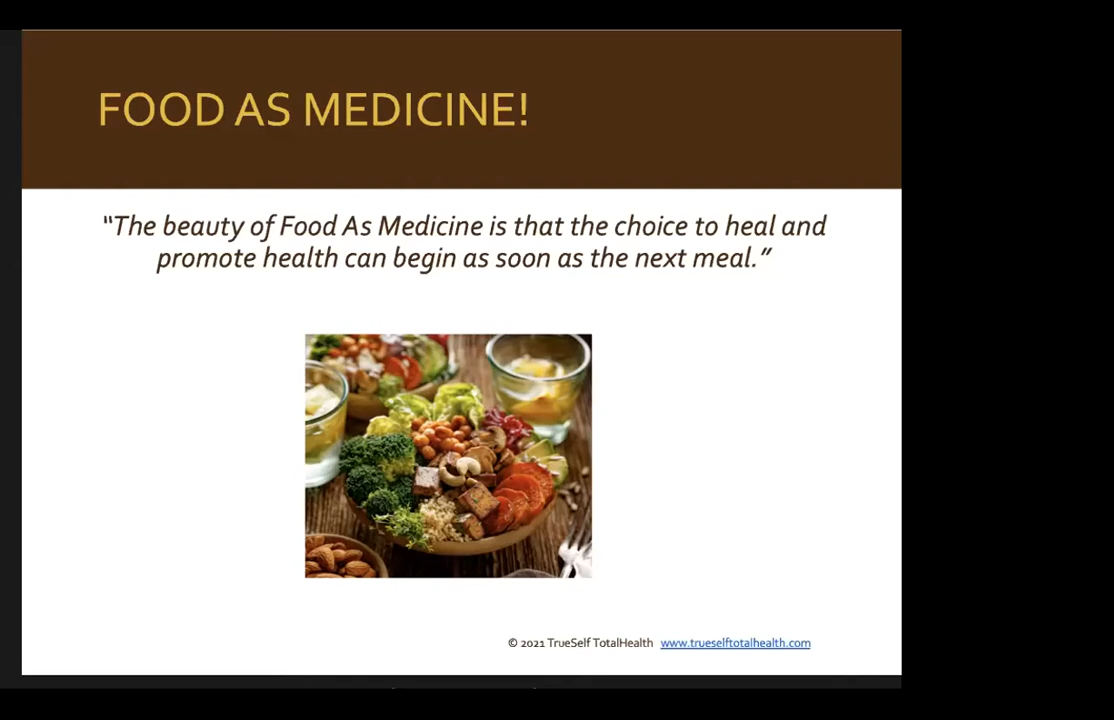 FOOD AS MEDICINE!
“The beauty of Food As Medicine is that the choice to heal and
promote health can begin as soon as the next meal.”
© 2021 TrueSelf TotalHealth www.trueselftotalhealth.com